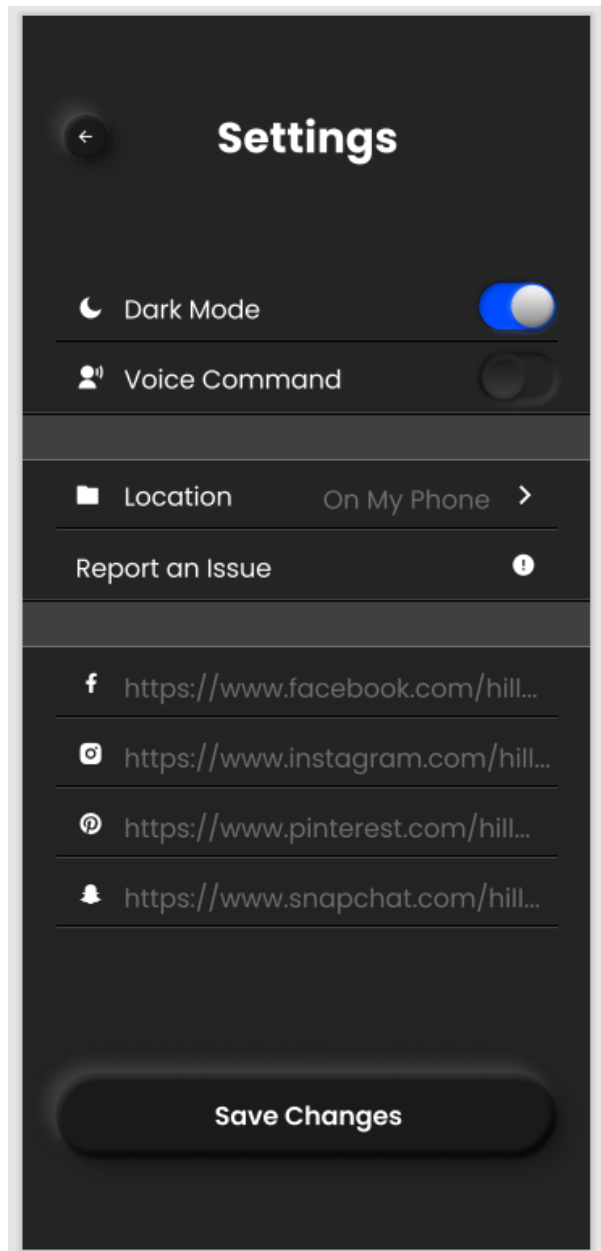 Settings
Dark Mode
Voice Command
Location On My Phone
Report an Issue
https://www.facebook.com/hill...
https://www.instagram.com/hill...
https://www.pinterest.com/hill...
https://www.snapchat.com/hill...
Save Changes